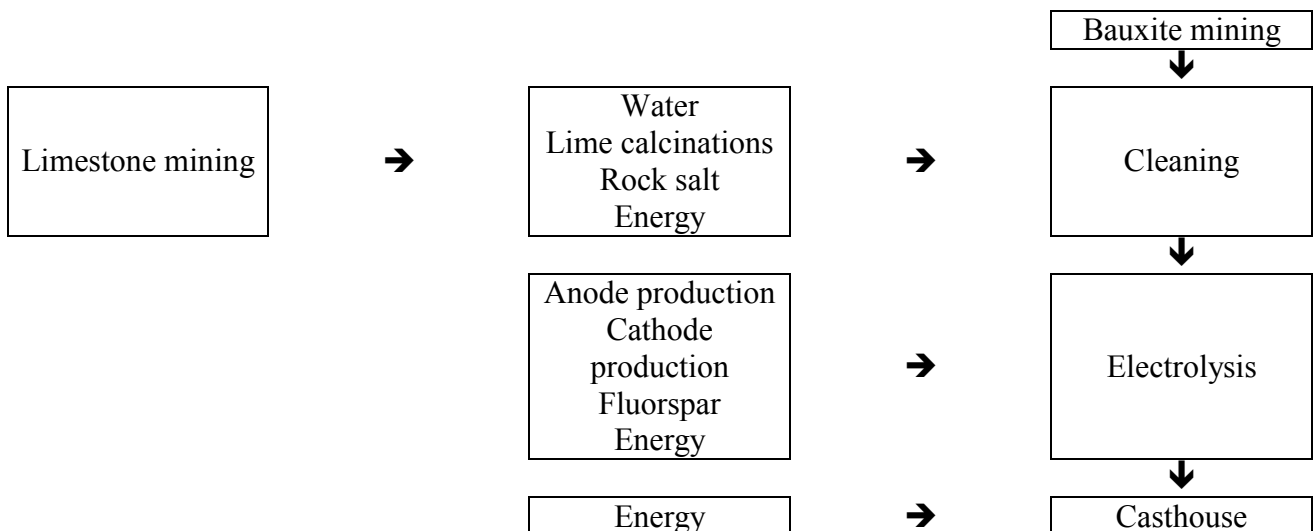 Bauxite mining
Limestone mining
Water
Lime calcinations
Rock salt
Energy
Cleaning
Anode production
Cathode
production
Fluorspar
Energy
Electrolysis
Energy
Casthouse